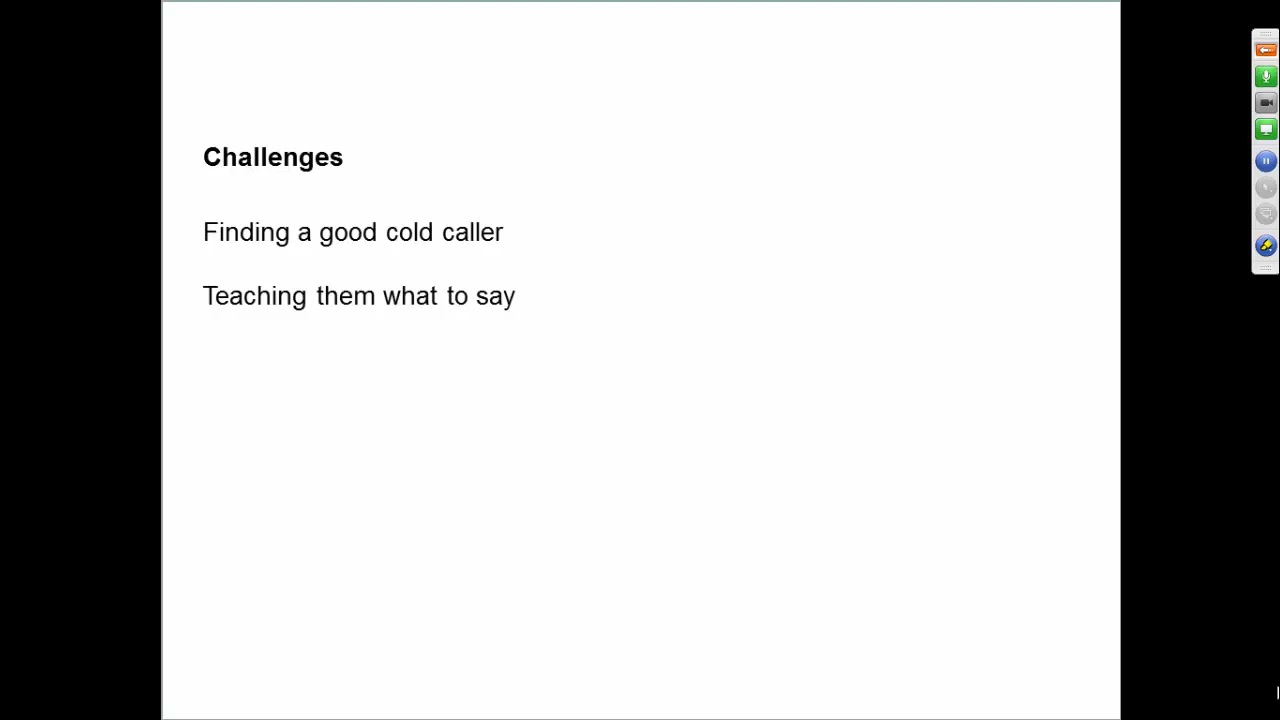 Challenges
Finding a good cold caller
Teaching them what to say